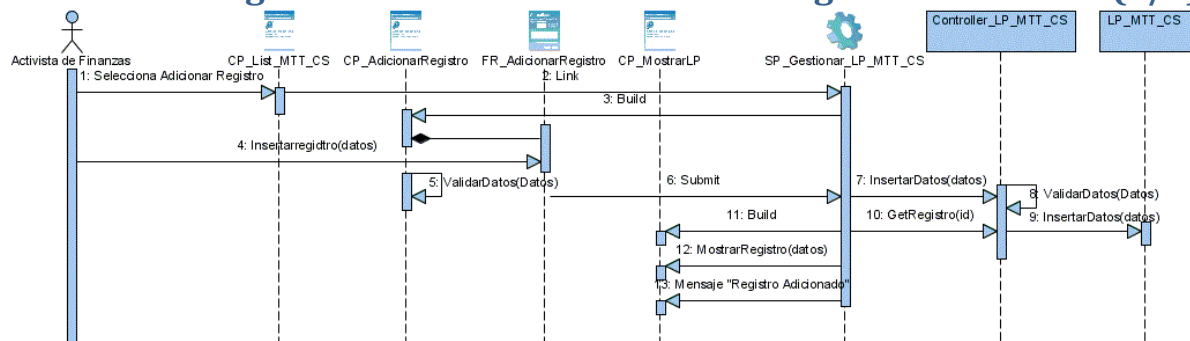 Activista de Finanzas
CP_List_MTT_CS
CP_AdicionarRegistro
FR_AdicionarRegistro
CP_MostrarLP
SP_Gestionar_LP_MTT_CS
Controller_LP_MTT_CS
LP_MTT_CS
1: Selecciona Adicionar Registro
2: Link
3: Build
4: Insertarregidtro(datos)
5: ValidarDatos(Datos)
6: Submit
7: InsertarDatos(datos)
8: ValidarDatos(Datos)
9: InsertarDatos(datos)
10: GetRegistro(id)
11: Build
12: MostrarRegistro(datos)
13: Mensaje "Registro Adicionado"